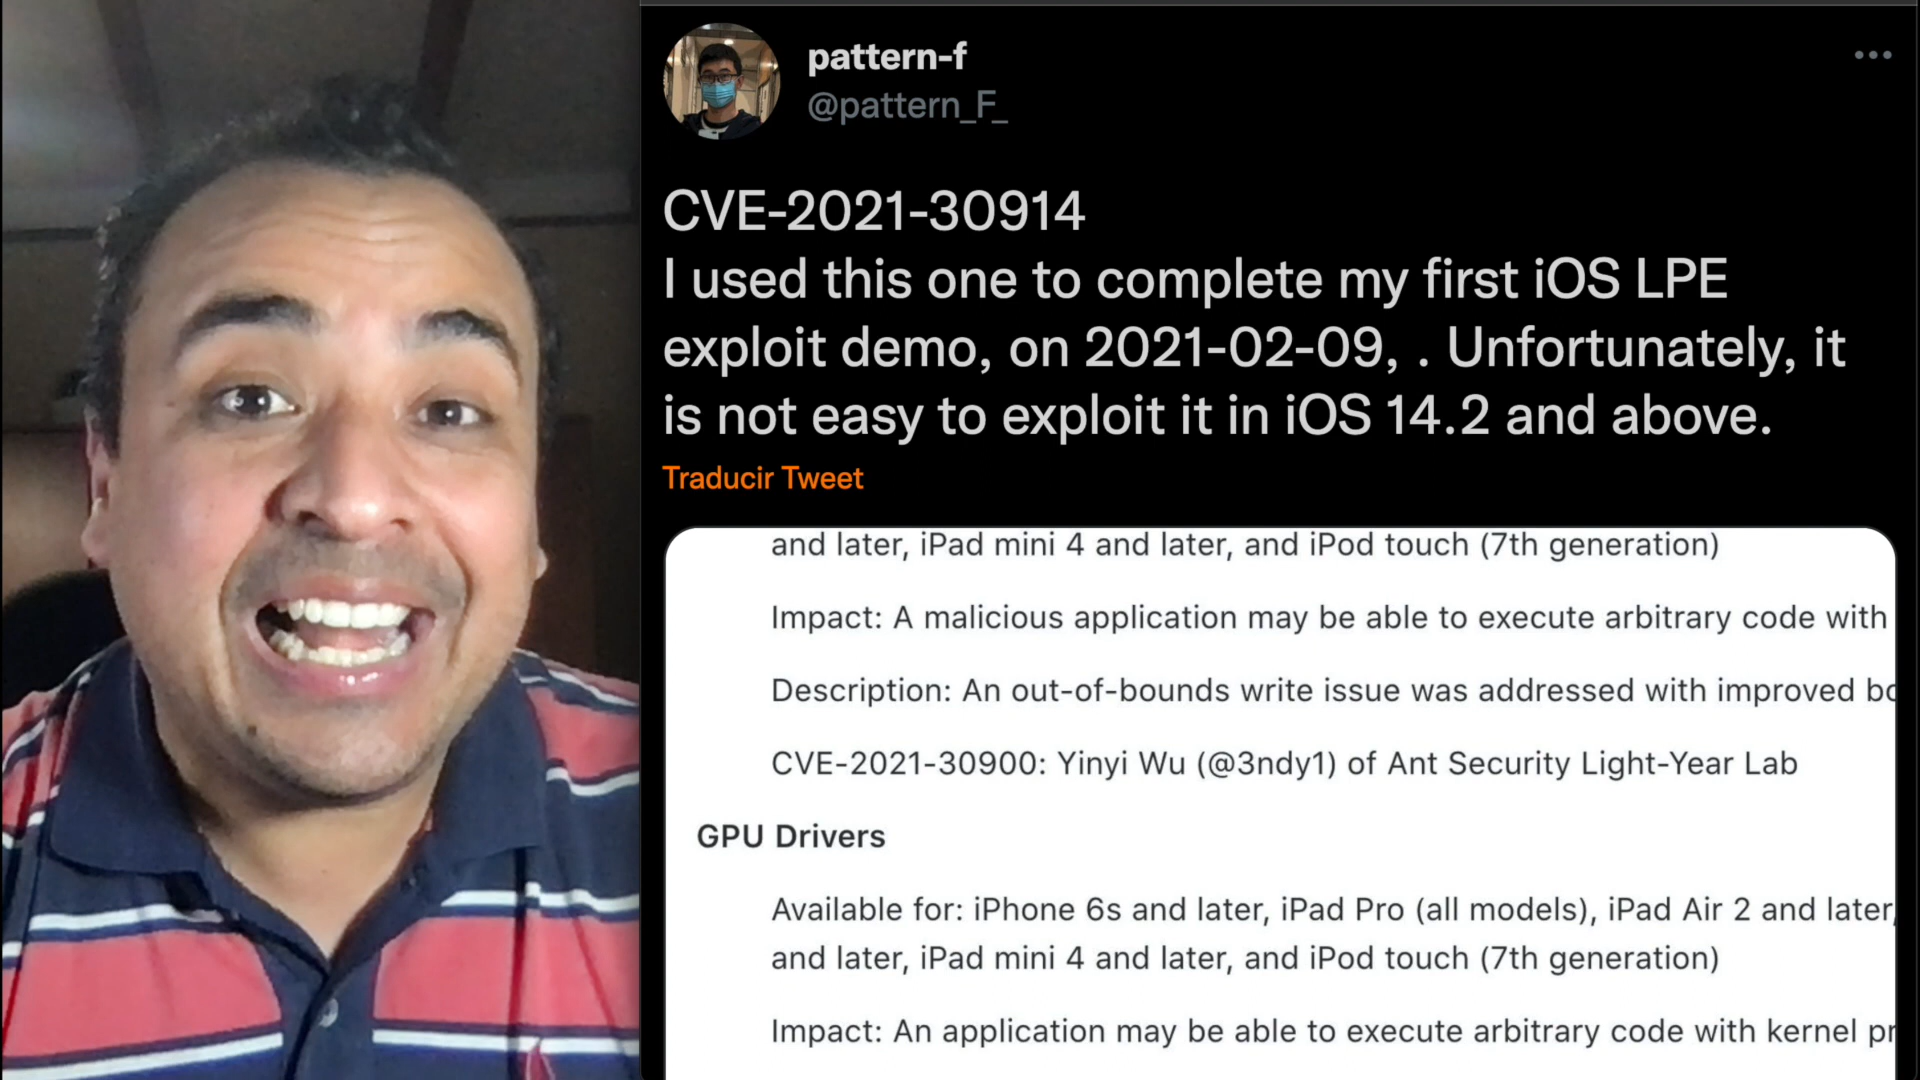 pattern-f
@pattern_F_
CVE-2021-30914
I used this one to complete my first iOS LPE
exploit demo, on 2021-02-09, . Unfortunately, it
is not easy to exploit it in iOS 14.2 and above.
Traducir Tweet
and later, iPad mini 4 and later, and iPod touch (7th generation)
Impact: A malicious application may be able to execute arbitrary code with
Description: An out-of-bounds write issue was addressed with improved
CVE-2021-30900: Yinyi Wu (@3ndy1) of Ant Security Light-Year Lab
GPU Drivers
Available for: iPhone 6s and later, iPad Pro (all models), iPad Air 2 and later,
and later, iPad mini 4 and later, and iPod touch (7th generation)
Impact: An application may be able to execute arbitrary code with kernel